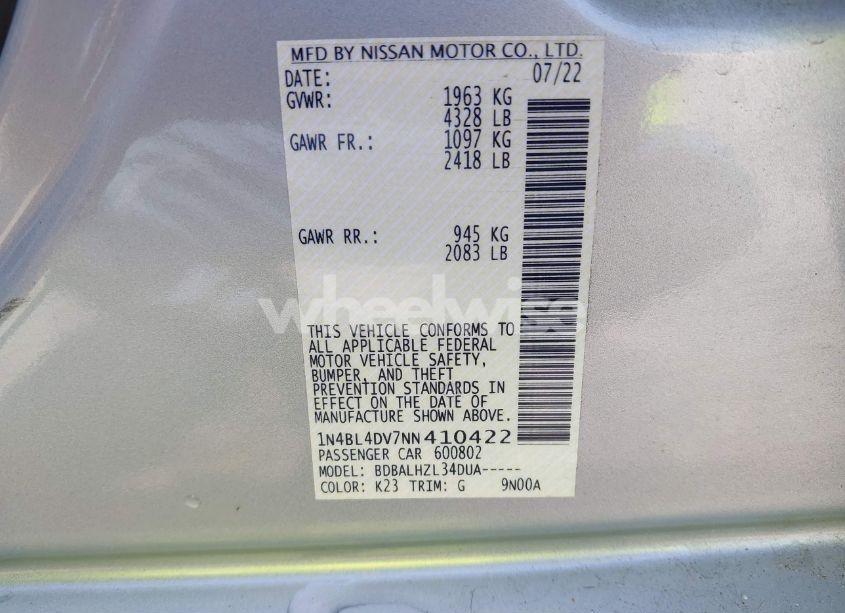 MFD BY NISSAN MOTOR CO., LTD.
DATE: 07/22
GVWR: 1963 KG
4328 LB
GAWR FR.: 1097 KG
2418 LB
GAWR RR.: 945 KG
2083 LB
wheelwise
THIS VEHICLE CONFORMS TO
ALL APPLICABLE FEDERAL
MOTOR VEHICLE SAFETY,
BUMPER, AND THEFT
PREVENTION STANDARDS IN
EFFECT ON THE DATE OF
MANUFACTURE SHOWN ABOVE.
1N4BL4DV7NN410422
PASSENGER CAR 600802
MODEL: BDBALHZL34DUA-----
COLOR: K23 TRIM: G 9N00A